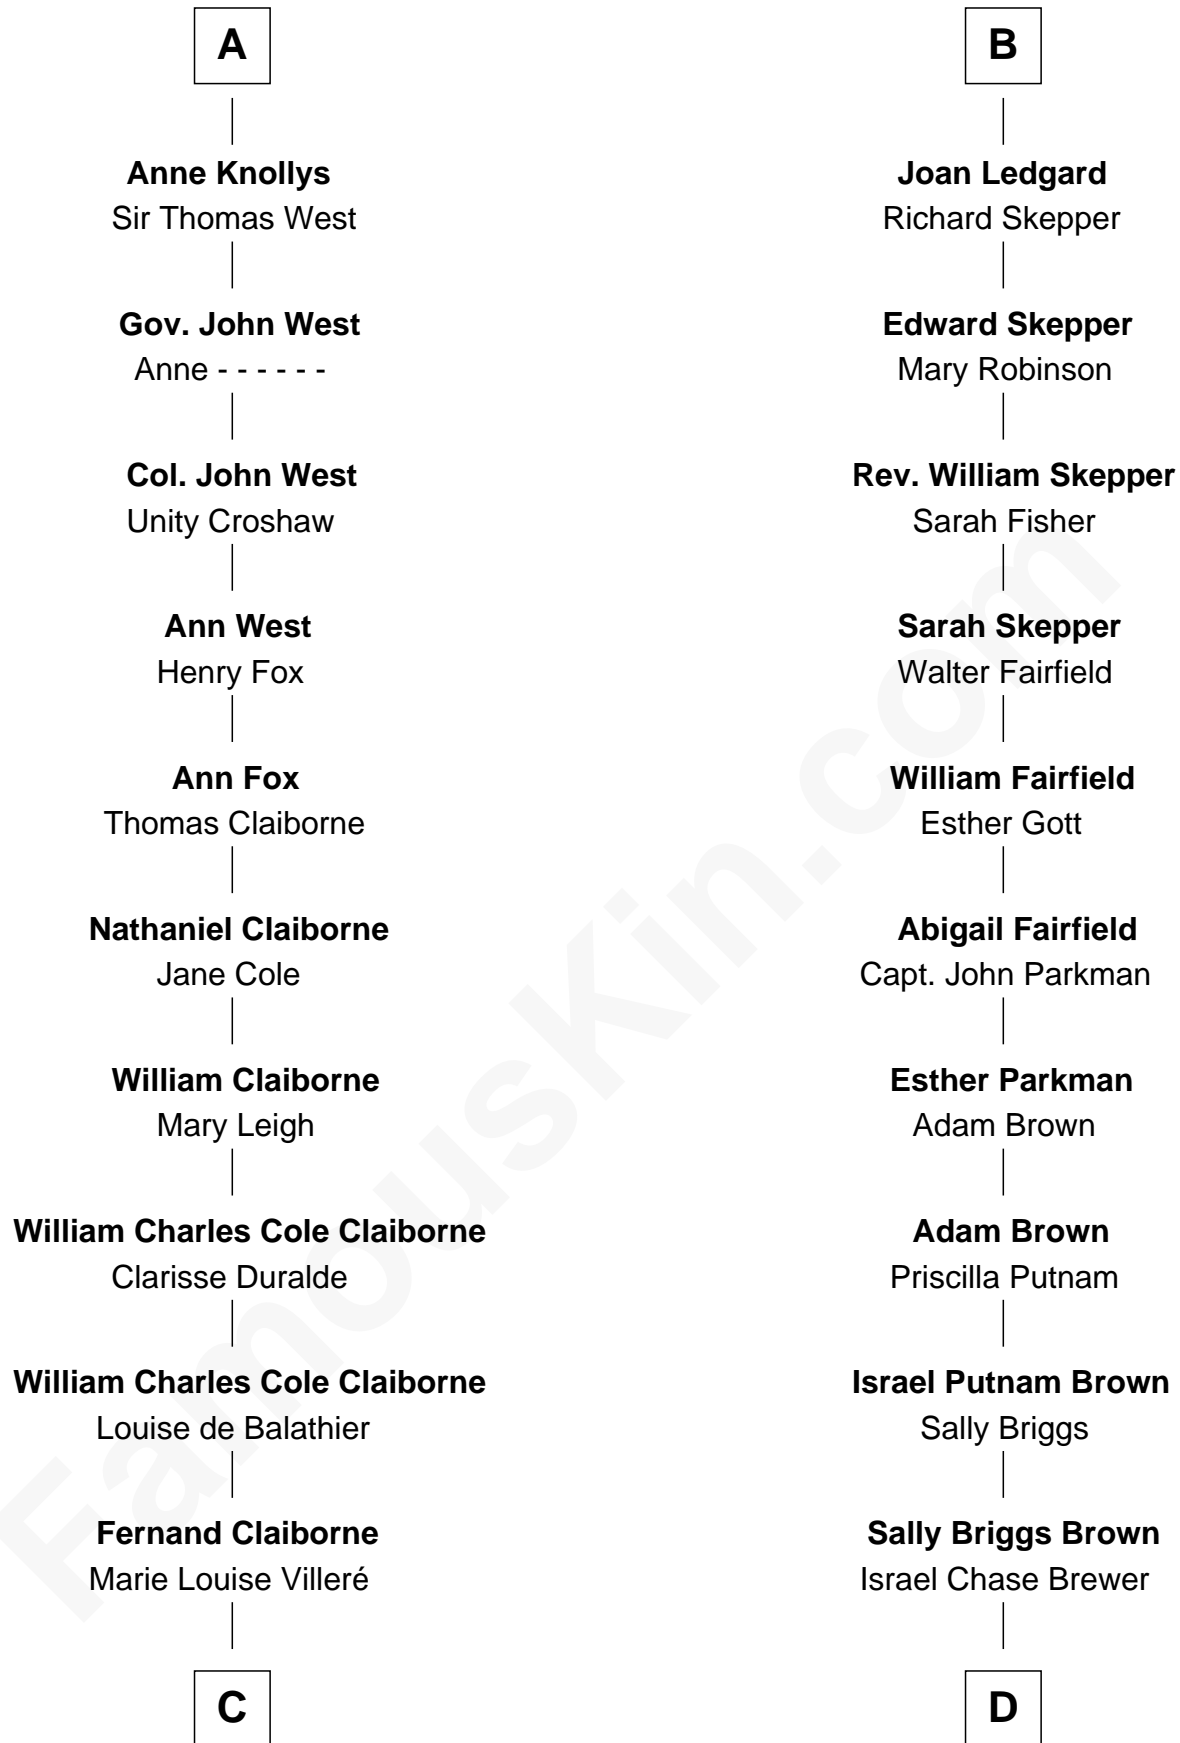 A
Anne Knollys
Sir Thomas West
Gov. John West
Anne - - - - - -
Col. John West
Unity Croshaw
Ann West
Henry Fox
Ann Fox
Thomas Claiborne
Nathaniel Claiborne
Jane Cole
William Claiborne
Mary Leigh
William Charles Cole Claiborne
Clarisse Duralde
William Charles Cole Claiborne
Louise de Balathier
Fernand Claiborne
Marie Louise Villeré
C
B
Joan Ledgard
Richard Skepper
Edward Skepper
Mary Robinson
Rev. William Skepper
Sarah Fisher
Sarah Skepper
Walter Fairfield
William Fairfield
Esther Gott
Abigail Fairfield
Capt. John Parkman
Esther Parkman
Adam Brown
Adam Brown
Priscilla Putnam
Israel Putnam Brown
Sally Briggs
Sally Briggs Brown
Israel Chase Brewer
D
FamousKin.com